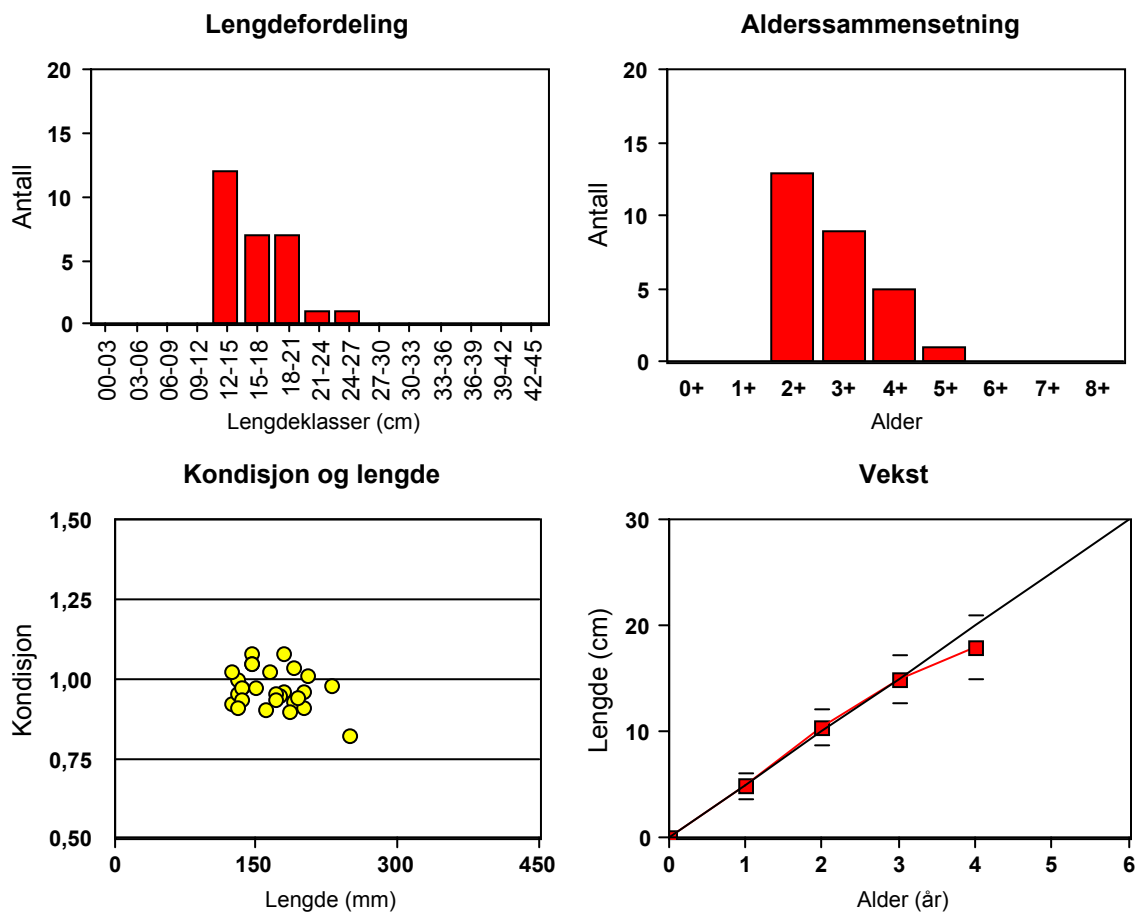 Lengdefordeling
20
15
10
5
0
Antall
00-03 03-06 06-09 09-12 12-15 15-18 18-21 21-24 24-27 27-30 30-33 33-36 36-39 39-42 42-45
Lengdeklasser (cm)
Alderssammensetning
20
15
10
5
0
Antall
0+ 1+ 2+ 3+ 4+ 5+ 6+ 7+ 8+
Alder
Kondisjon og lengde
1,50
1,25
1,00
0,75
0,50
Kondisjon
0 150 300 450
Lengde (mm)
Vekst
30
20
10
0
Lengde (cm)
0 1 2 3 4 5 6
Alder (år)